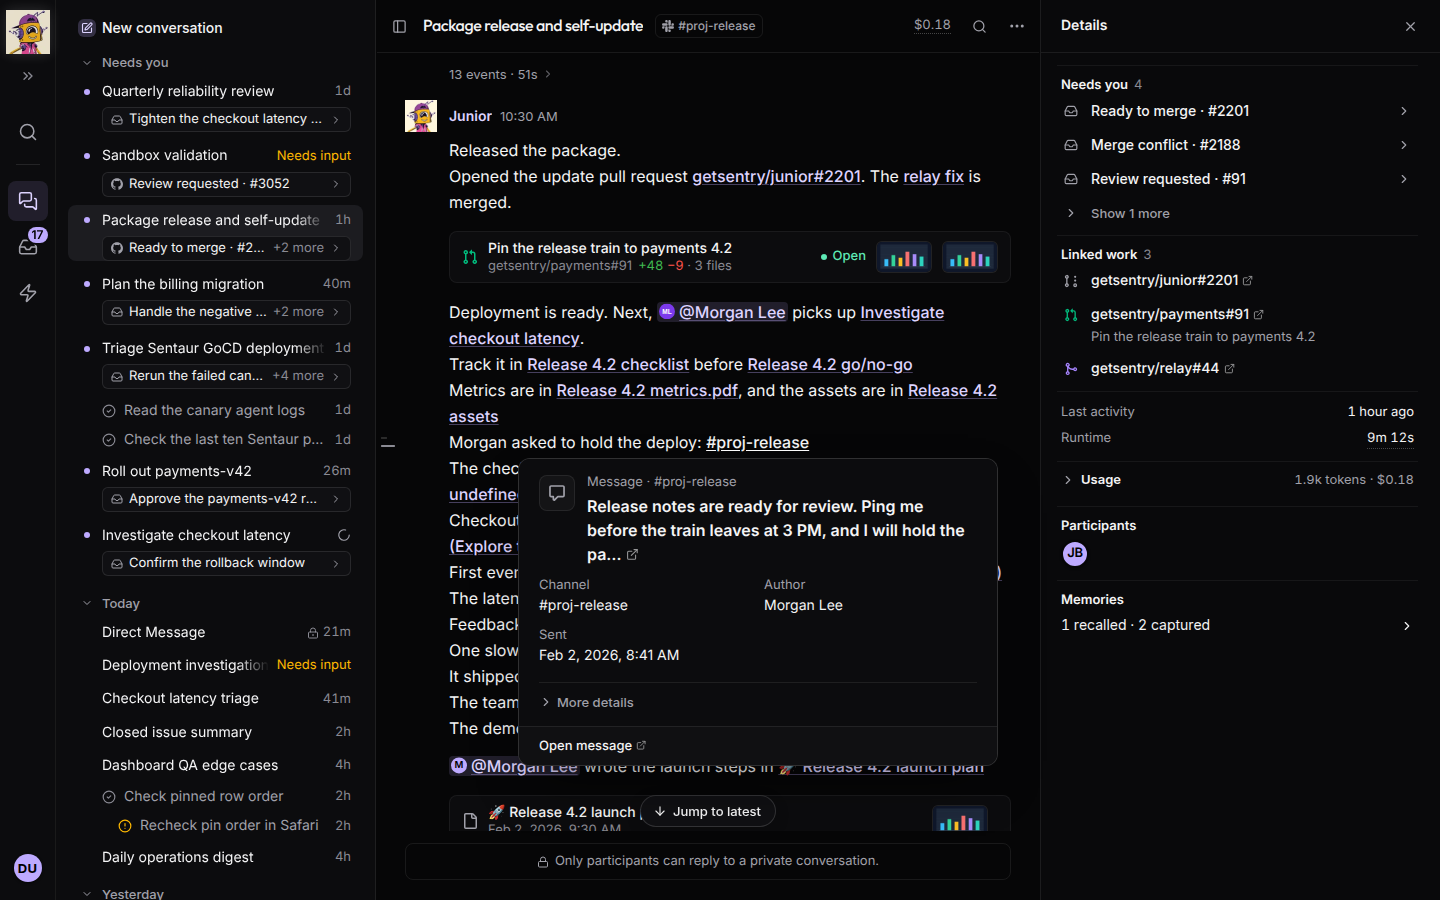 New conversation
Needs you
Quarterly reliability review 1d
Tighten the checkout latency ...
Sandbox validation Needs input
Review requested · #3052
Package release and self-update 1h
Ready to merge · #2... +2 more
17
Plan the billing migration 40m
Handle the negative ... +2 more
Triage Sentaur GoCD deployment 1d
Rerun the failed can... +4 more
Read the canary agent logs 1d
Check the last ten Sentaur p... 1d
Roll out payments-v42 26m
Approve the payments-v42 r...
Investigate checkout latency
Confirm the rollback window
Today
Direct Message 21m
Deployment investigation Needs input
Checkout latency triage 41m
Closed issue summary 2h
Dashboard QA edge cases 4h
Check pinned row order 2h
Recheck pin order in Safari 2h
Daily operations digest 4h
Yesterday
DU
Package release and self-update #proj-release $0.18
13 events · 51s
Junior 10:30 AM
Released the package.
Opened the update pull request getsentry/junior#2201. The relay fix is
merged.
Pin the release train to payments 4.2
getsentry/payments#91 +48 −9 · 3 files
Open
Deployment is ready. Next, ML @Morgan Lee picks up Investigate
checkout latency.
Track it in Release 4.2 checklist before Release 4.2 go/no-go
Metrics are in Release 4.2 metrics.pdf, and the assets are in Release 4.2
assets
Morgan asked to hold the deploy: #proj-release
The chec
undefine
Checkout
(Explore
First ever )
The laten
Feedback
One slow
It shipped
The team
The demo
Message · #proj-release
Release notes are ready for review. Ping me
before the train leaves at 3 PM, and I will hold the
pa...
Channel Author
#proj-release Morgan Lee
Sent
Feb 2, 2026, 8:41 AM
More details
Open message
M @Morgan Lee wrote the launch steps in 🚀 Release 4.2 launch plan
🚀 Release 4.2 launch
Feb 2, 2026, 9:30 AM
Jump to latest
Only participants can reply to a private conversation.
Details
Needs you 4
Ready to merge · #2201
Merge conflict · #2188
Review requested · #91
Show 1 more
Linked work 3
getsentry/junior#2201
getsentry/payments#91
Pin the release train to payments 4.2
getsentry/relay#44
Last activity 1 hour ago
Runtime 9m 12s
Usage 1.9k tokens · $0.18
Participants
JB
Memories
1 recalled · 2 captured